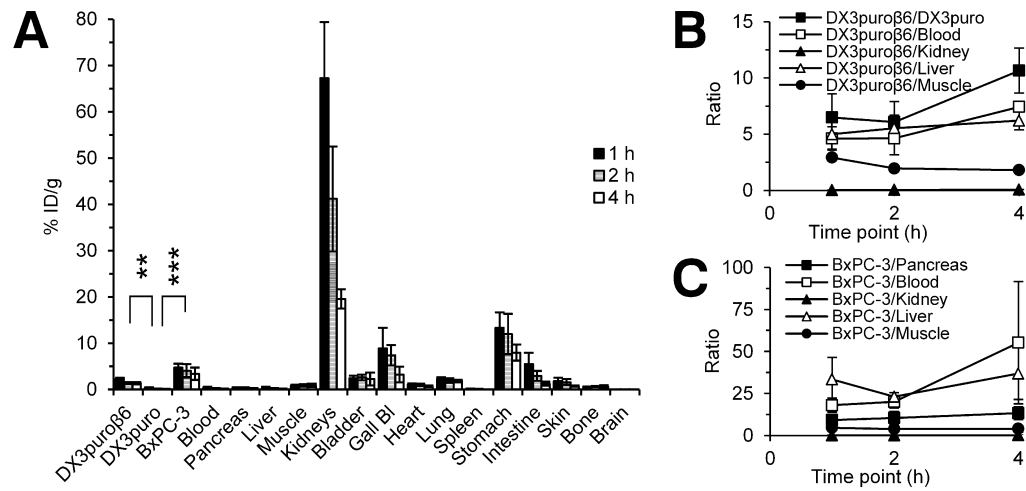 A
80
70
60
50
40
30
20
10
0
% ID/g
**
***
1 h
2 h
4 h
DX3puroβ6
DX3puro
BxPC-3
Blood
Pancreas
Liver
Muscle
Kidneys
Bladder
Gall Bl
Heart
Lung
Spleen
Stomach
Intestine
Skin
Bone
Brain
B
15
10
5
0
Ratio
DX3puroβ6/DX3puro
DX3puroβ6/Blood
DX3puroβ6/Kidney
DX3puroβ6/Liver
DX3puroβ6/Muscle
0 2 4
Time point (h)
C
100
75
50
25
0
Ratio
BxPC-3/Pancreas
BxPC-3/Blood
BxPC-3/Kidney
BxPC-3/Liver
BxPC-3/Muscle
0 2 4
Time point (h)